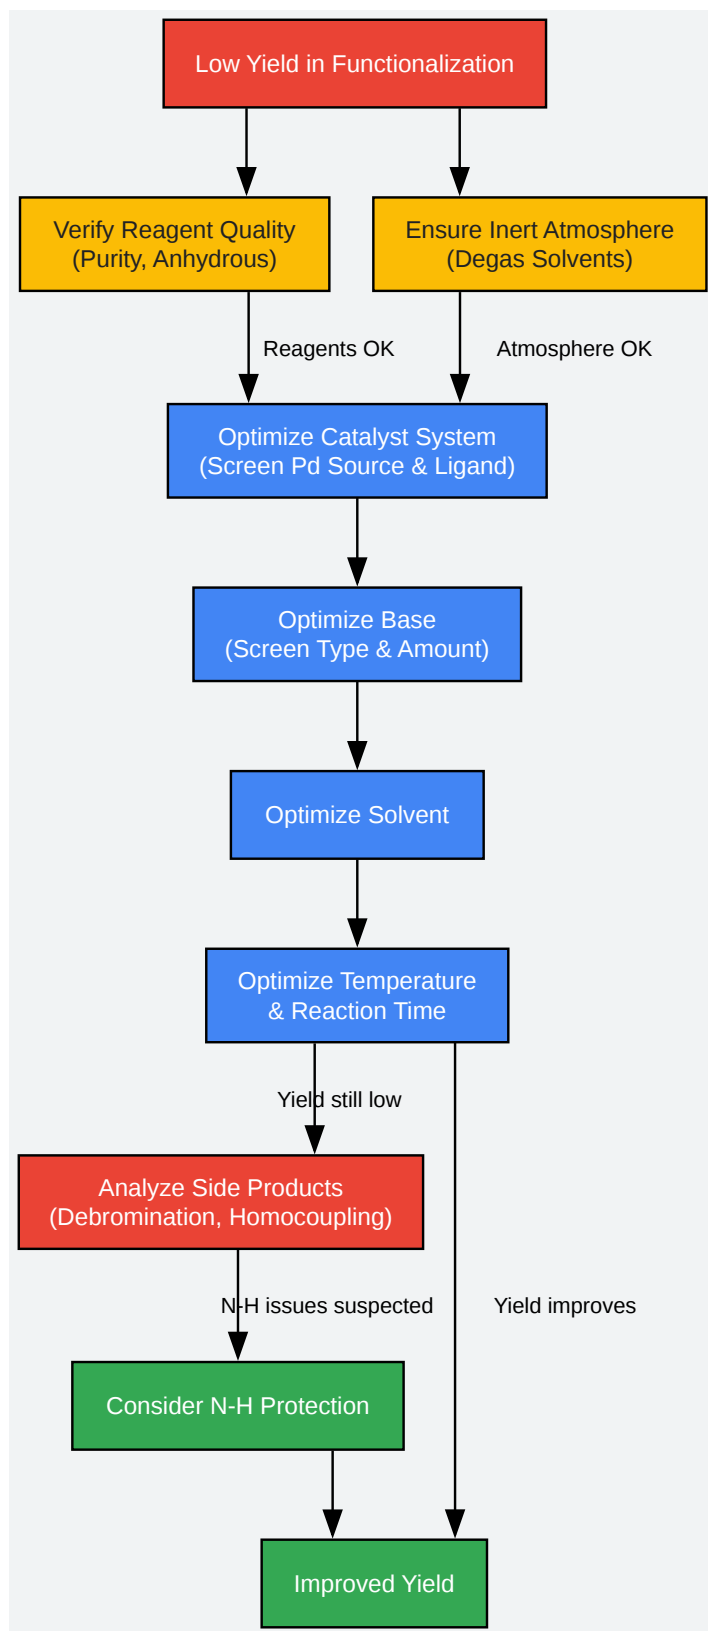 Low Yield in Functionalization
Verify Reagent Quality
(Purity, Anhydrous)
Ensure Inert Atmosphere
(Degas Solvents)
Reagents OK
Atmosphere OK
Optimize Catalyst System
(Screen Pd Source & Ligand)
Optimize Base
(Screen Type & Amount)
Optimize Solvent
Optimize Temperature
& Reaction Time
Yield still low
Analyze Side Products
(Debromination, Homocoupling)
N-H issues suspected
Yield improves
Consider N-H Protection
Improved Yield